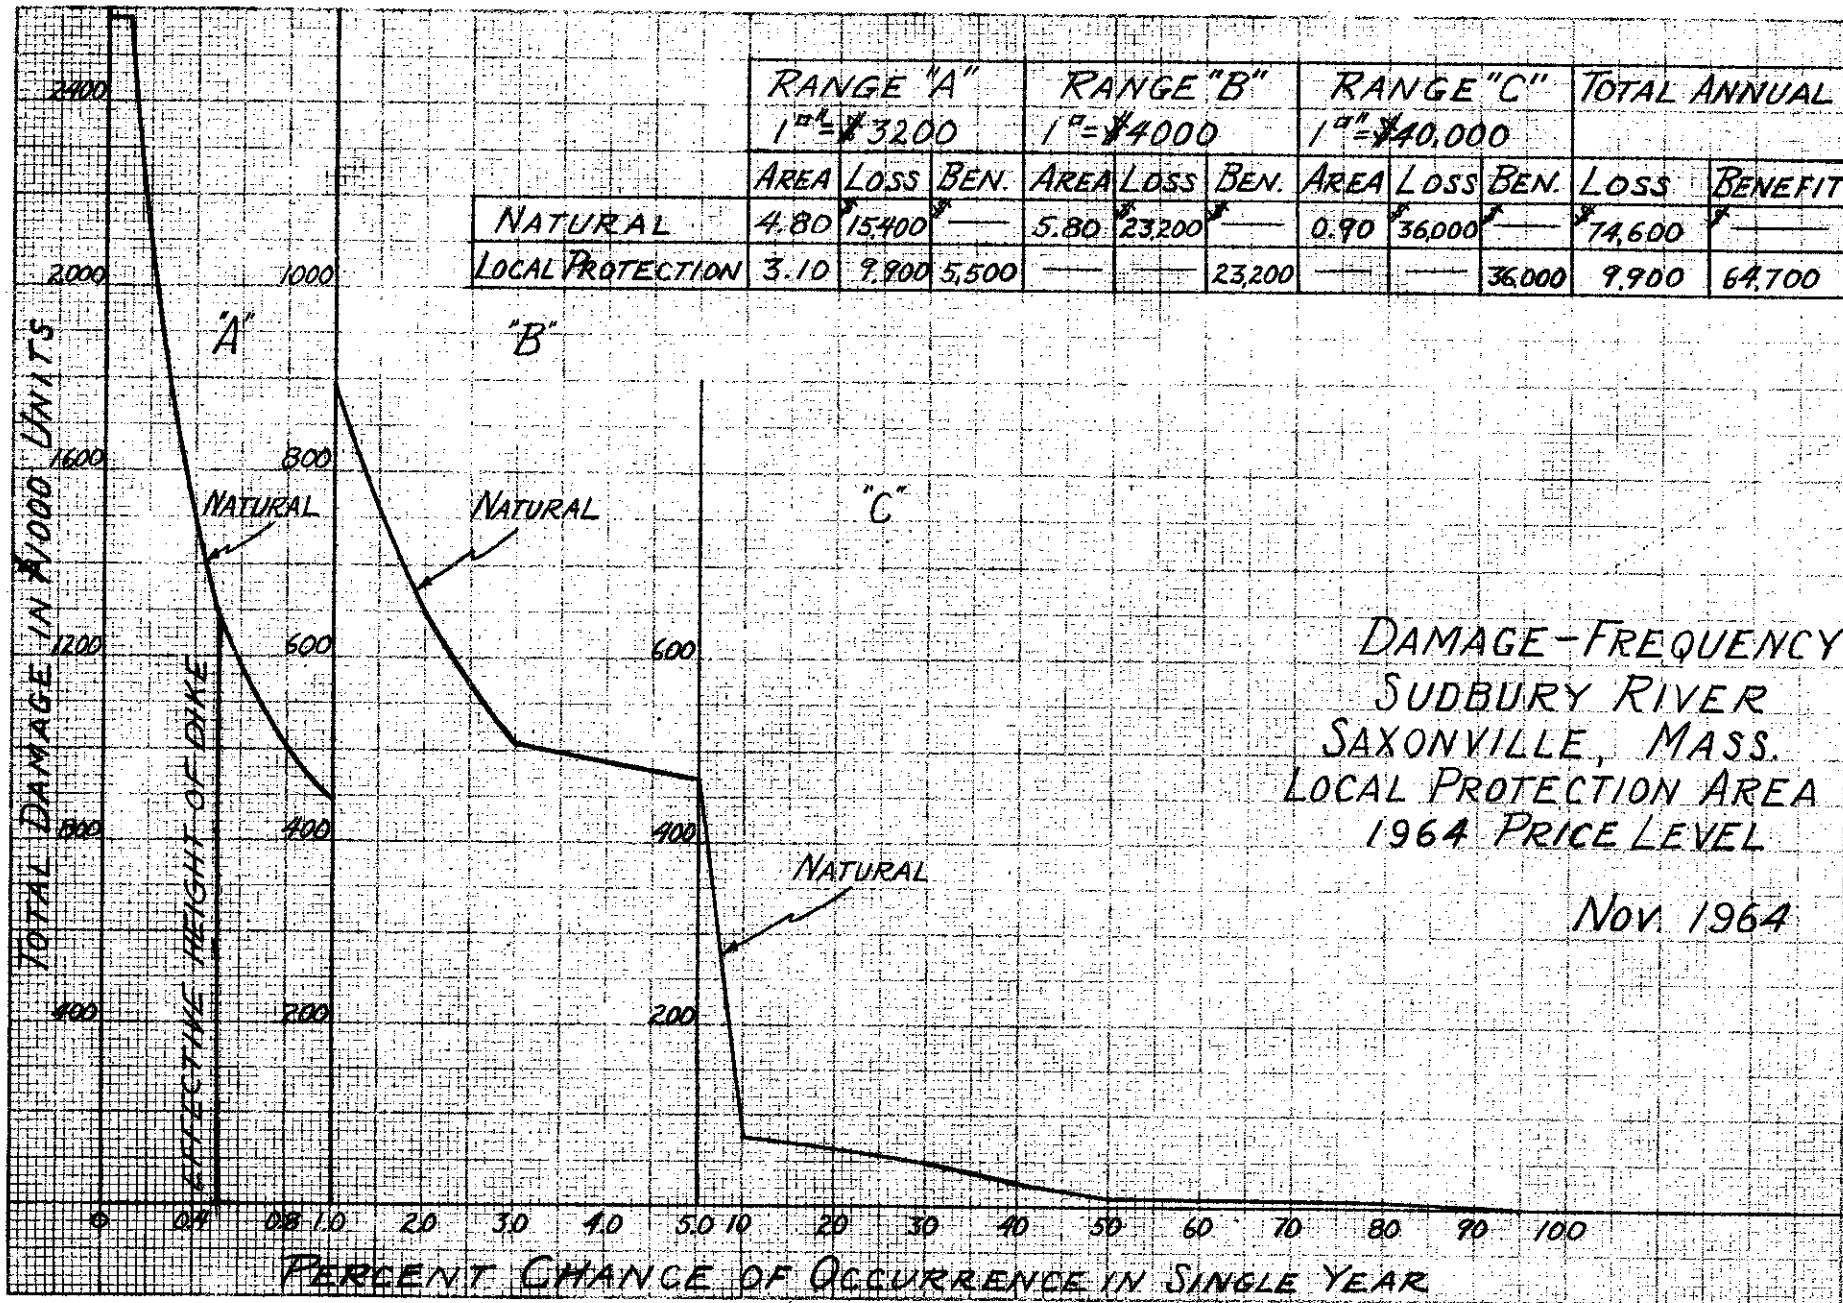 RANGE "A" RANGE "B" RANGE "C" TOTAL ANNUAL
1 □" = $3200 1 □" = $4000 1 □" = $40,000
AREA LOSS BEN. AREA LOSS BEN. AREA LOSS BEN. LOSS BENEFIT
NATURAL 4.80 $15,400 $— 5.80 $23,200 $— 0.90 $36,000 $— $74,600 $—
LOCAL PROTECTION 3.10 9,900 5,500 — — 23,200 — — 36,000 9,900 64,700
TOTAL DAMAGE IN $1000 UNITS
2400
2000
1600
1200
800
400
"A"
NATURAL
EFFECTIVE HEIGHT OF DIKE
1000
800
600
400
200
"B"
NATURAL
600
400
200
"C"
NATURAL
DAMAGE-FREQUENCY
SUDBURY RIVER
SAXONVILLE, MASS.
LOCAL PROTECTION AREA
1964 PRICE LEVEL
NOV. 1964
0 0.4 0.8 1.0 2.0 3.0 4.0 5.0 10 20 30 40 50 60 70 80 90 100
PERCENT CHANCE OF OCCURRENCE IN SINGLE YEAR